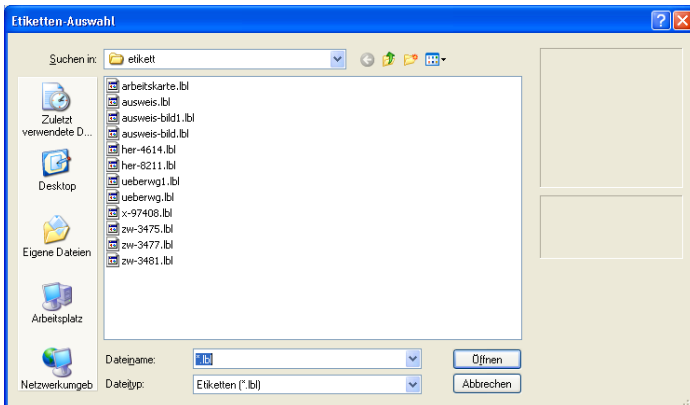 Etiketten-Auswahl
Suchen in: etikett
arbeitskarte.lbl
ausweis.lbl
ausweis-bild1.lbl
ausweis-bild.lbl
her-4614.lbl
her-8211.lbl
ueberwg1.lbl
ueberwg.lbl
x-97408.lbl
zw-3475.lbl
zw-3477.lbl
zw-3481.lbl
Zuletzt
verwendete D...
Desktop
Eigene Dateien
Arbeitsplatz
Netzwerkumgeb
Dateiname: *.lbl Öffnen
Dateityp: Etiketten (*.lbl) Abbrechen